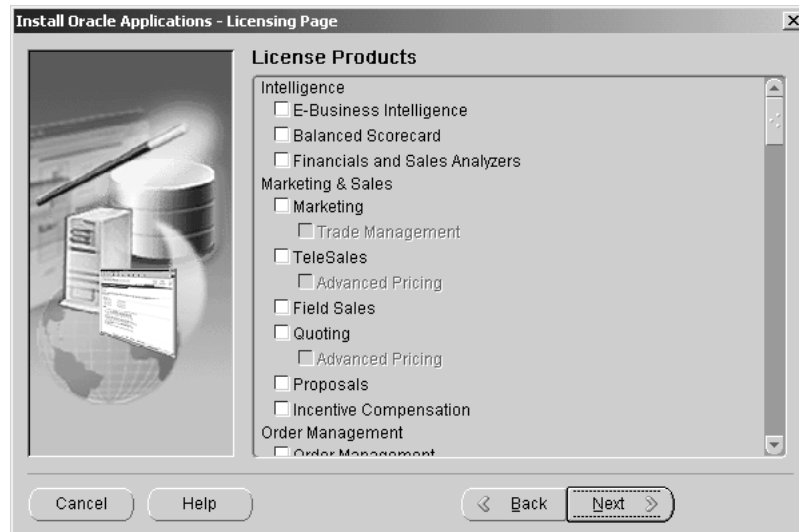 Install Oracle Applications - Licensing Page
License Products
Intelligence
E-Business Intelligence
Balanced Scorecard
Financials and Sales Analyzers
Marketing & Sales
Marketing
Trade Management
TeleSales
Advanced Pricing
Field Sales
Quoting
Advanced Pricing
Proposals
Incentive Compensation
Order Management
Order Management
Cancel
Help
Back
Next